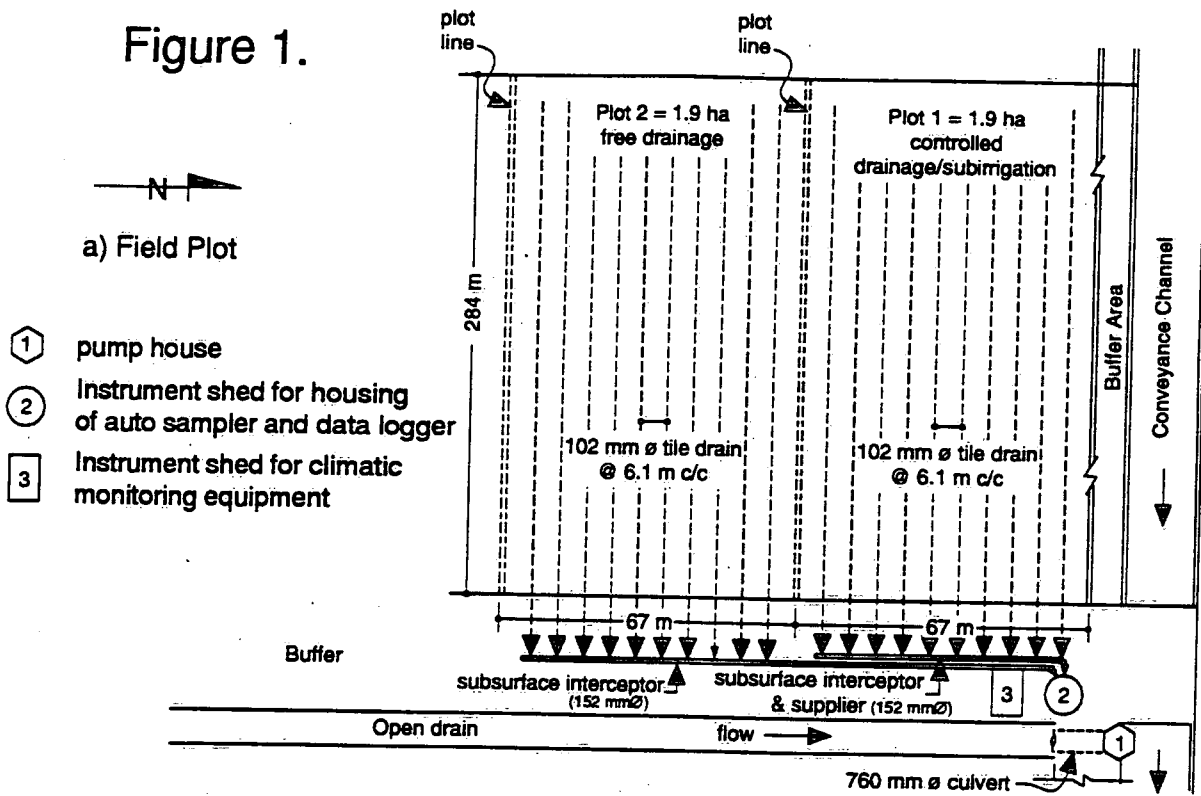 Figure 1.
plot
line
plot
line
Plot 2 = 1.9 ha
free drainage
Plot 1 = 1.9 ha
controlled
drainage/subirrigation
N
a) Field Plot
284 m
Buffer Area
Conveyance Channel
1 pump house
2 Instrument shed for housing
of auto sampler and data logger
3 Instrument shed for climatic
monitoring equipment
102 mm ø tile drain
@ 6.1 m c/c
102 mm ø tile drain
@ 6.1 m c/c
67 m
67 m
Buffer
subsurface interceptor
(152 mmØ)
subsurface interceptor
& supplier (152 mmØ)
3
2
Open drain
flow
1
760 mm ø culvert